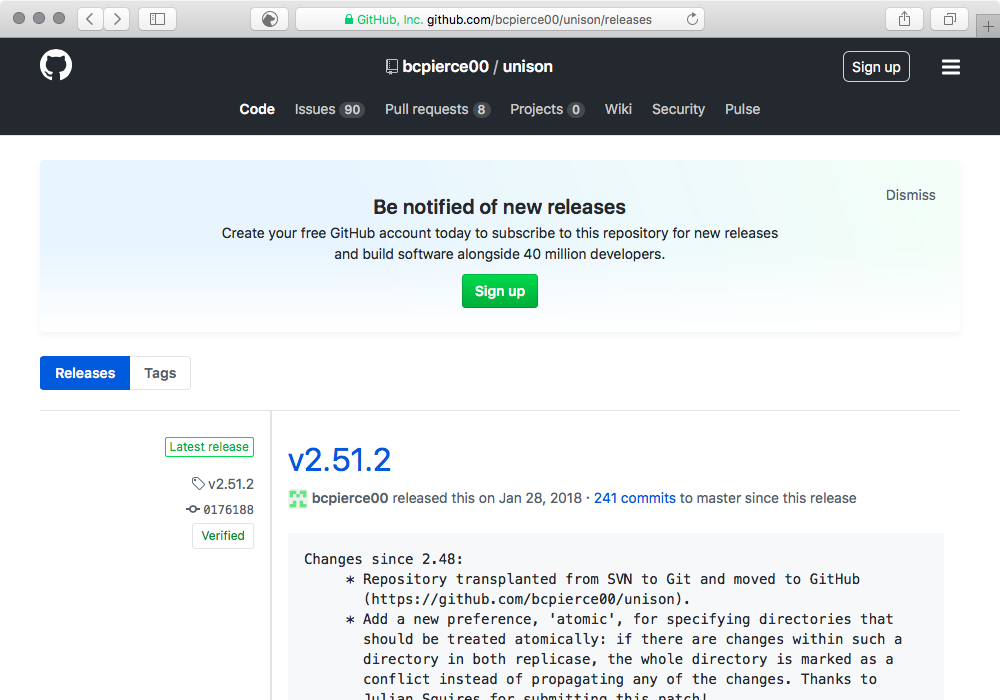 GitHub, Inc. github.com/bcpierce00/unison/releases
bcpierce00 / unison
Sign up
Code Issues 90 Pull requests 8 Projects 0 Wiki Security Pulse
Dismiss
Be notified of new releases
Create your free GitHub account today to subscribe to this repository for new releases
and build software alongside 40 million developers.
Sign up
Releases Tags
Latest release
v2.51.2
0176188
Verified
v2.51.2
bcpierce00 released this on Jan 28, 2018 · 241 commits to master since this release
Changes since 2.48:
* Repository transplanted from SVN to Git and moved to GitHub
(https://github.com/bcpierce00/unison).
* Add a new preference, 'atomic', for specifying directories that
should be treated atomically: if there are changes within such a
directory in both replicase, the whole directory is marked as a
conflict instead of propagating any of the changes. Thanks to
Julian Squires for submitting this patch!